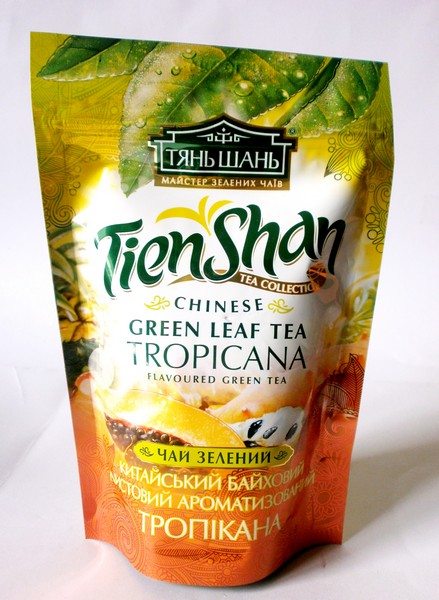 ТЯНЬ ШАНЬ
МАЙСТЕР ЗЕЛЕНИХ ЧАЇВ
TienShan
TEA COLLECTIO
CHINESE
GREEN LEAF TEA
TROPICANA
FLAVOURED GREEN TEA
ЧАЙ ЗЕЛЕНИЙ
КИТАЙСЬКИЙ БАЙХОВИЙ
ЛИСТОВИЙ АРОМАТИЗОВАНИЙ
ТРОПІКАНА